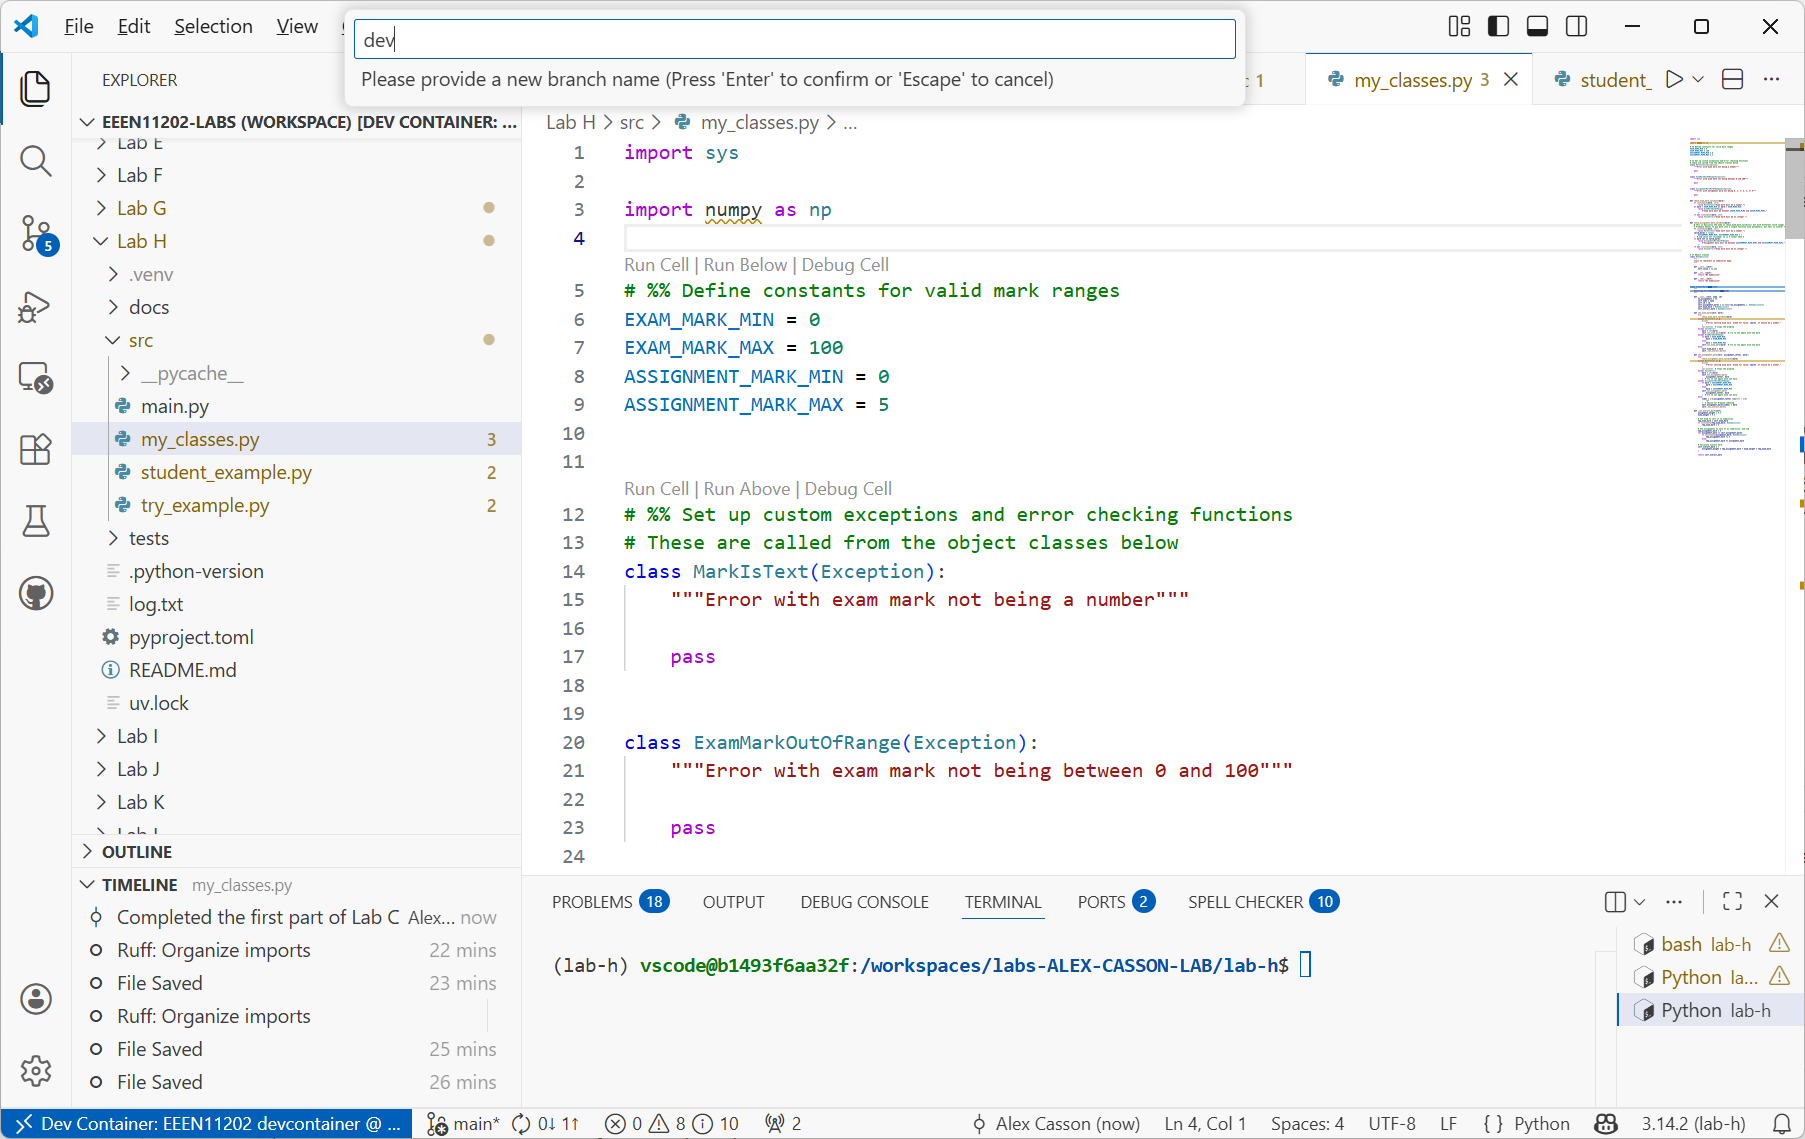 File Edit Selection View
dev
Please provide a new branch name (Press 'Enter' to confirm or 'Escape' to cancel)
EXPLORER
EEEN11202-LABS (WORKSPACE) [DEV CONTAINER: ...
Lab E
Lab F
Lab G
Lab H
.venv
docs
src
__pycache__
main.py
my_classes.py 3
student_example.py 2
try_example.py 2
tests
.python-version
log.txt
pyproject.toml
README.md
uv.lock
Lab I
Lab J
Lab K
OUTLINE
TIMELINE my_classes.py
Completed the first part of Lab C Alex... now
Ruff: Organize imports 22 mins
File Saved 23 mins
Ruff: Organize imports
File Saved 25 mins
File Saved 26 mins
5
1
my_classes.py 3
student_
Lab H > src > my_classes.py > ...
1 import sys
2
3 import numpy as np
4
Run Cell | Run Below | Debug Cell
5 # %% Define constants for valid mark ranges
6 EXAM_MARK_MIN = 0
7 EXAM_MARK_MAX = 100
8 ASSIGNMENT_MARK_MIN = 0
9 ASSIGNMENT_MARK_MAX = 5
10
11
Run Cell | Run Above | Debug Cell
12 # %% Set up custom exceptions and error checking functions
13 # These are called from the object classes below
14 class MarkIsText(Exception):
15 """Error with exam mark not being a number"""
16
17 pass
18
19
20 class ExamMarkOutOfRange(Exception):
21 """Error with exam mark not being between 0 and 100"""
22
23 pass
24
PROBLEMS 18 OUTPUT DEBUG CONSOLE TERMINAL PORTS 2 SPELL CHECKER 10
(lab-h) vscode@b1493f6aa32f:/workspaces/labs-ALEX-CASSON-LAB/lab-h$
bash lab-h
Python la...
Python lab-h
Dev Container: EEEN11202 devcontainer @ ... main* 0↓ 1↑ 0 8 10 2 Alex Casson (now) Ln 4, Col 1 Spaces: 4 UTF-8 LF { } Python 3.14.2 (lab-h)